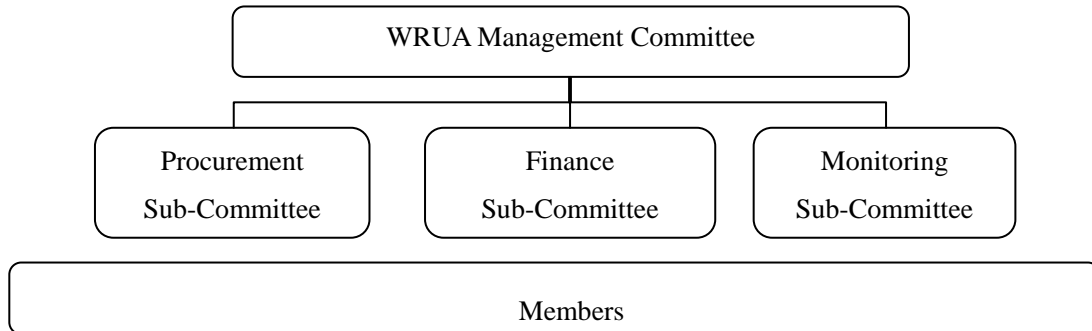 WRUA Management Committee
Procurement
Sub-Committee
Finance
Sub-Committee
Monitoring
Sub-Committee
Members